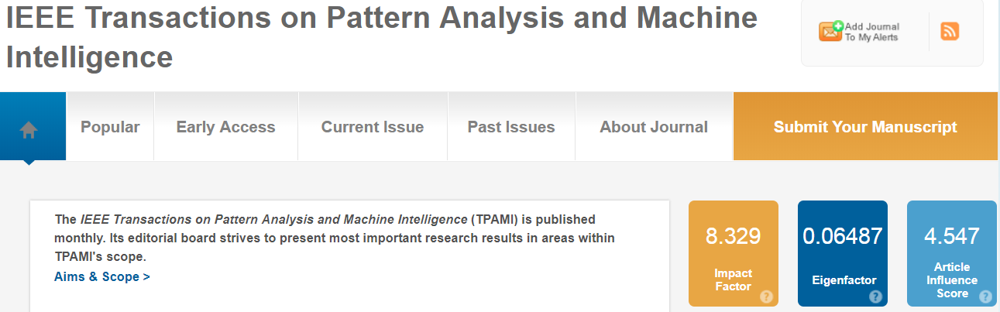 IEEE Transactions on Pattern Analysis and Machine
Intelligence
Add Journal
To My Alerts
Popular
Early Access
Current Issue
Past Issues
About Journal
Submit Your Manuscript
The IEEE Transactions on Pattern Analysis and Machine Intelligence (TPAMI) is published
monthly. Its editorial board strives to present most important research results in areas within
TPAMI's scope.
Aims & Scope >
8.329
Impact
Factor
?
0.06487
Eigenfactor
?
4.547
Article
Influence
Score
?